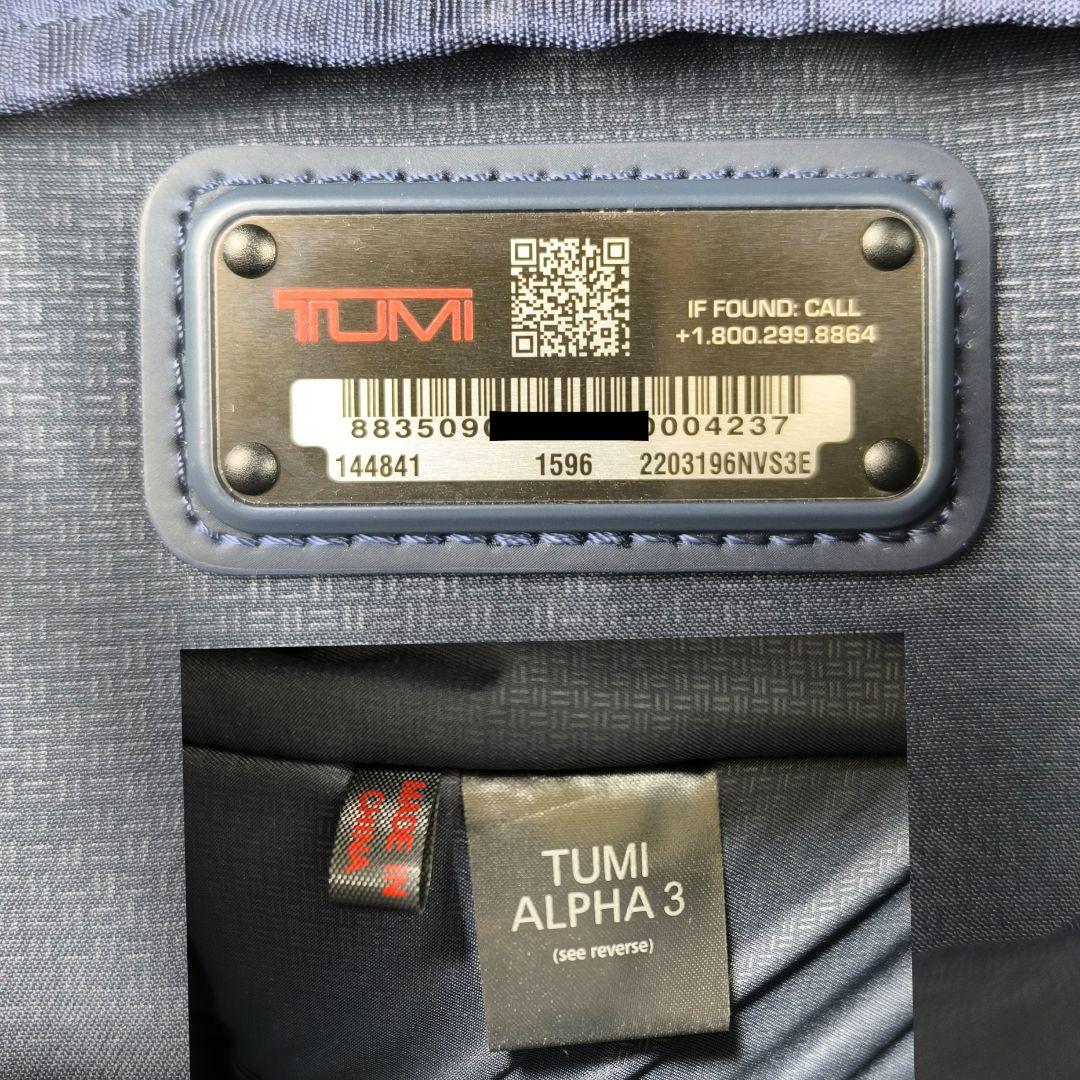 TUMI
IF FOUND: CALL
+1.800.299.8864
883509 0004237
144841 1596 2203196NVS3E
MADE IN
CHINA
TUMI
ALPHA 3
(see reverse)